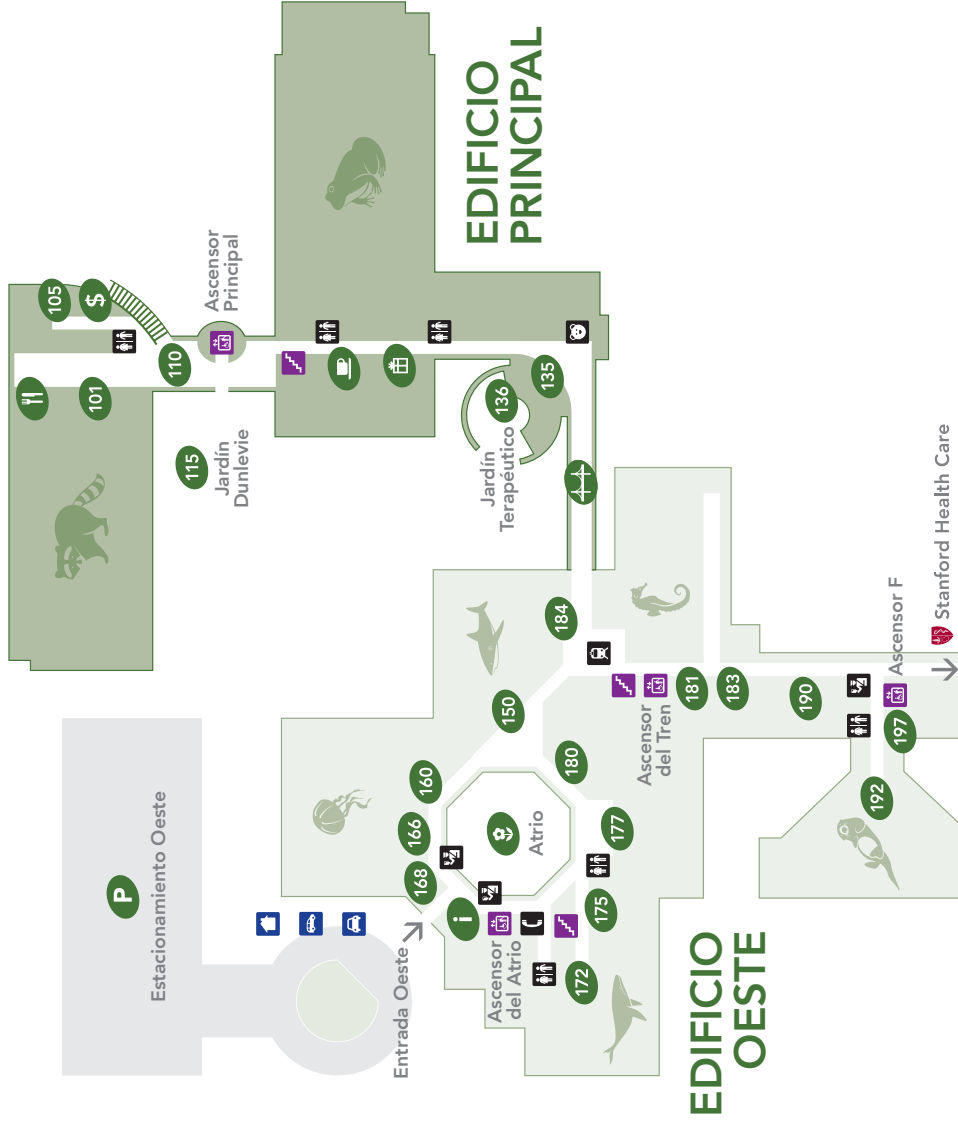 105
$
101
110
115
Jardín
Dunlevie
Ascensor
Principal
P
Estacionamiento Oeste
EDIFICIO
PRINCIPAL
136
135
Jardín
Terapéutico
Entrada Oeste
168
166
160
150
184
i
Atrio
Ascensor
del Atrio
172
175
177
180
Ascensor
del Tren
181
183
190
192
197
Ascensor F
Stanford Health Care
EDIFICIO
OESTE